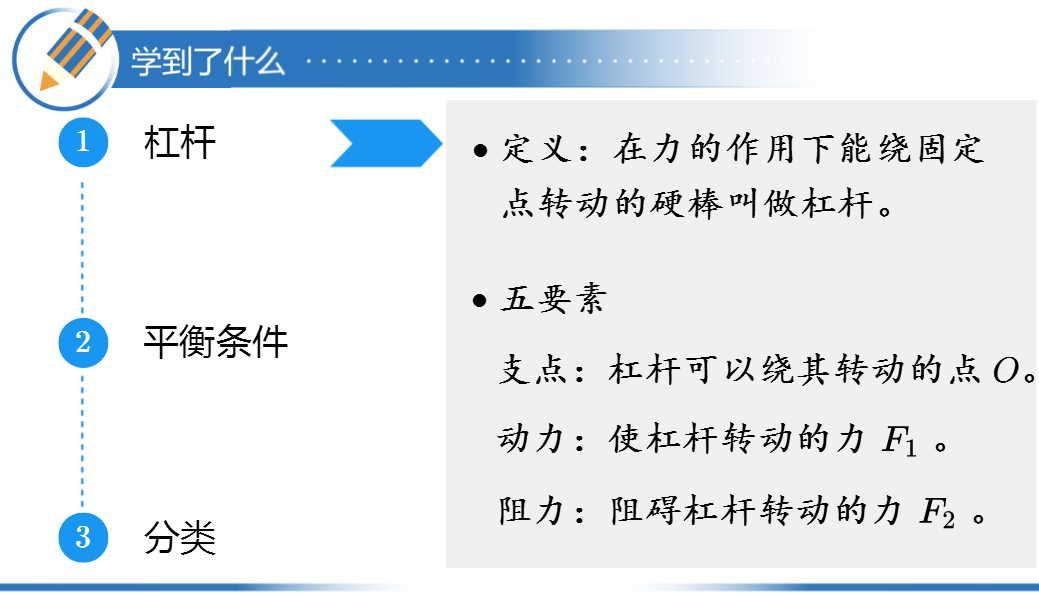 学到了什么
1 杠杆
• 定义：在力的作用下能绕固定
点转动的硬棒叫做杠杆。
• 五要素
支点：杠杆可以绕其转动的点 O。
动力：使杠杆转动的力 F₁ 。
阻力：阻碍杠杆转动的力 F₂ 。
2 平衡条件
3 分类